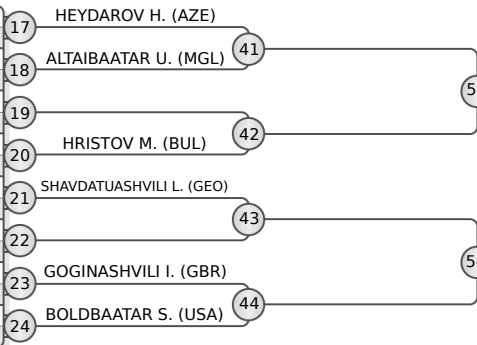 HEYDAROV H. (AZE)
17
41
ALTAIBAATAR U. (MGL)
18
19
42
HRISTOV M. (BUL)
20
SHAVDATUASHVILI L. (GEO)
21
43
22
GOGINASHVILI I. (GBR)
23
44
BOLDBAATAR S. (USA)
24